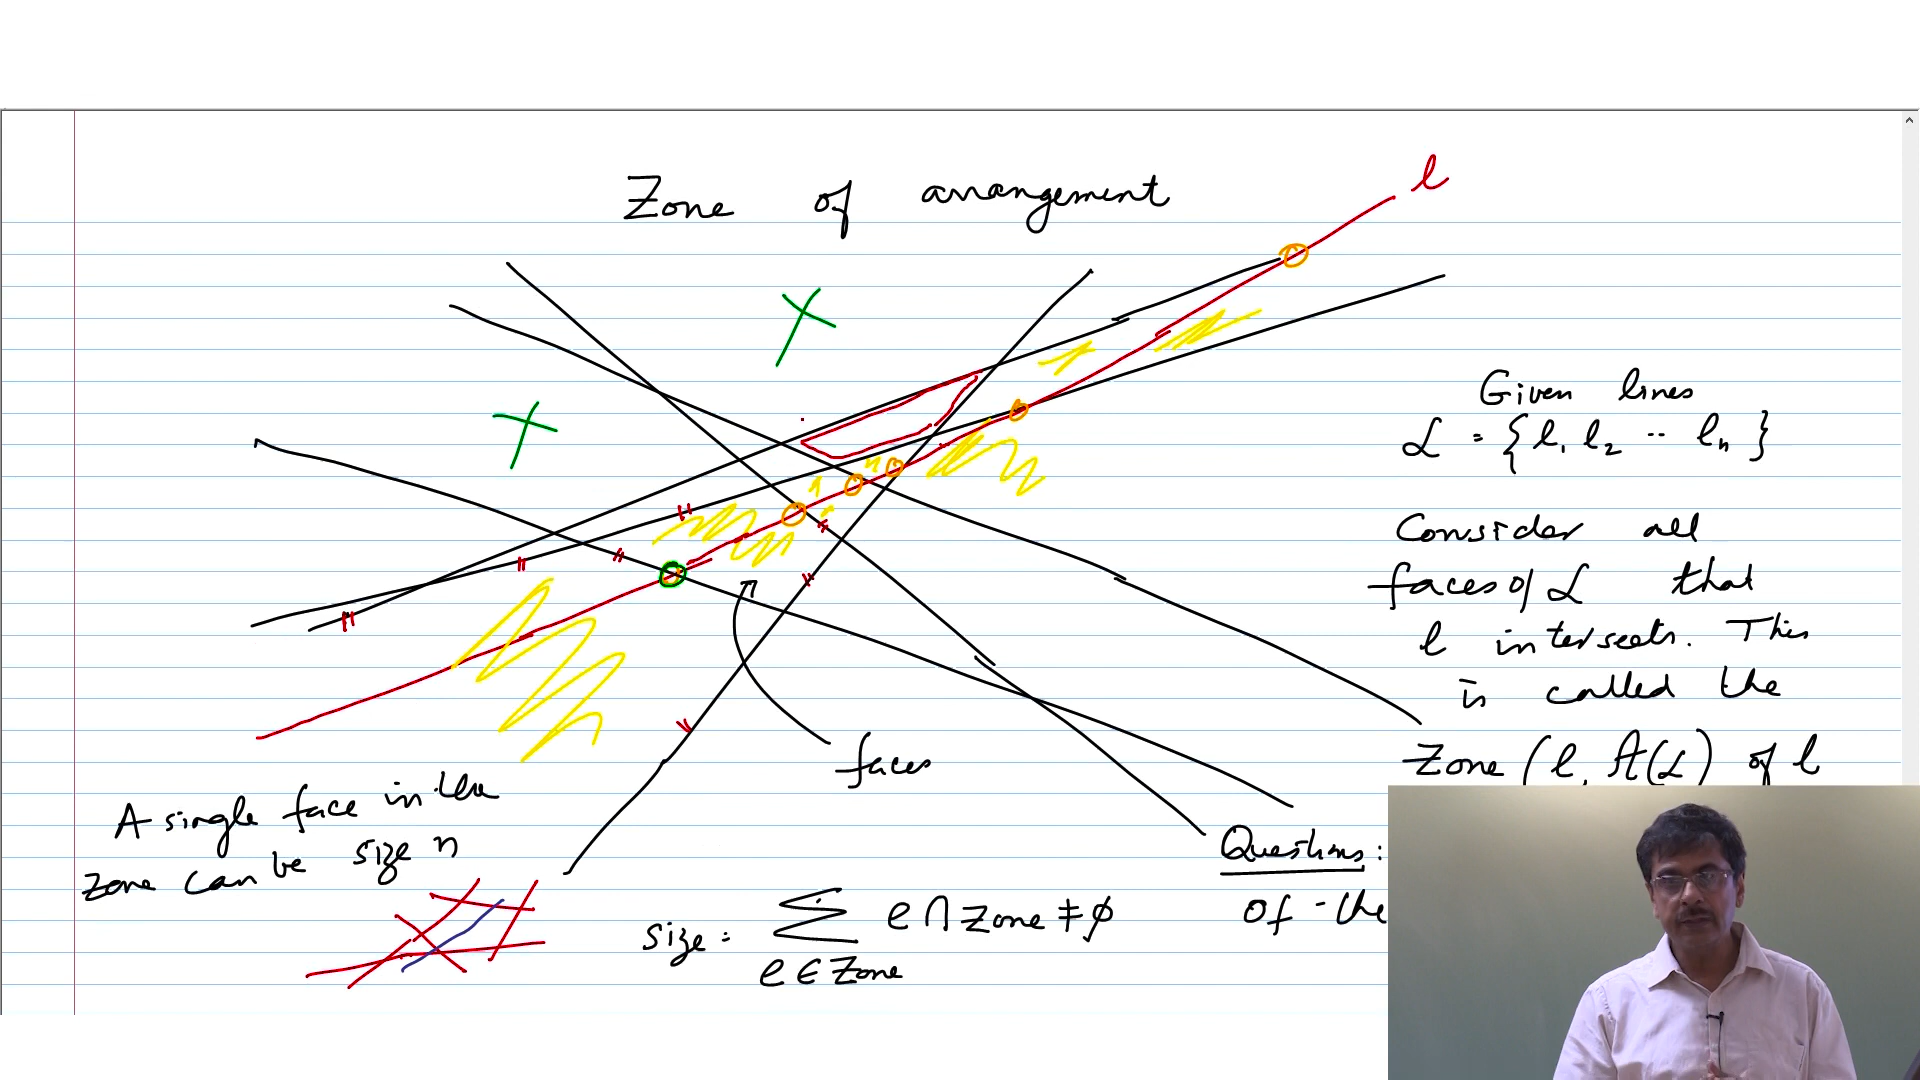 Zone of arrangement
l
Given lines
L = { l1 l2 .. ln }
Consider all
faces of L that
l intersects. This
is called the
Zone (l, A(L) of l
faces
A single face in the
zone can be size n
Questions:
of the
size = Σ e ∩ Zone ≠ ∅
e ∈ Zone